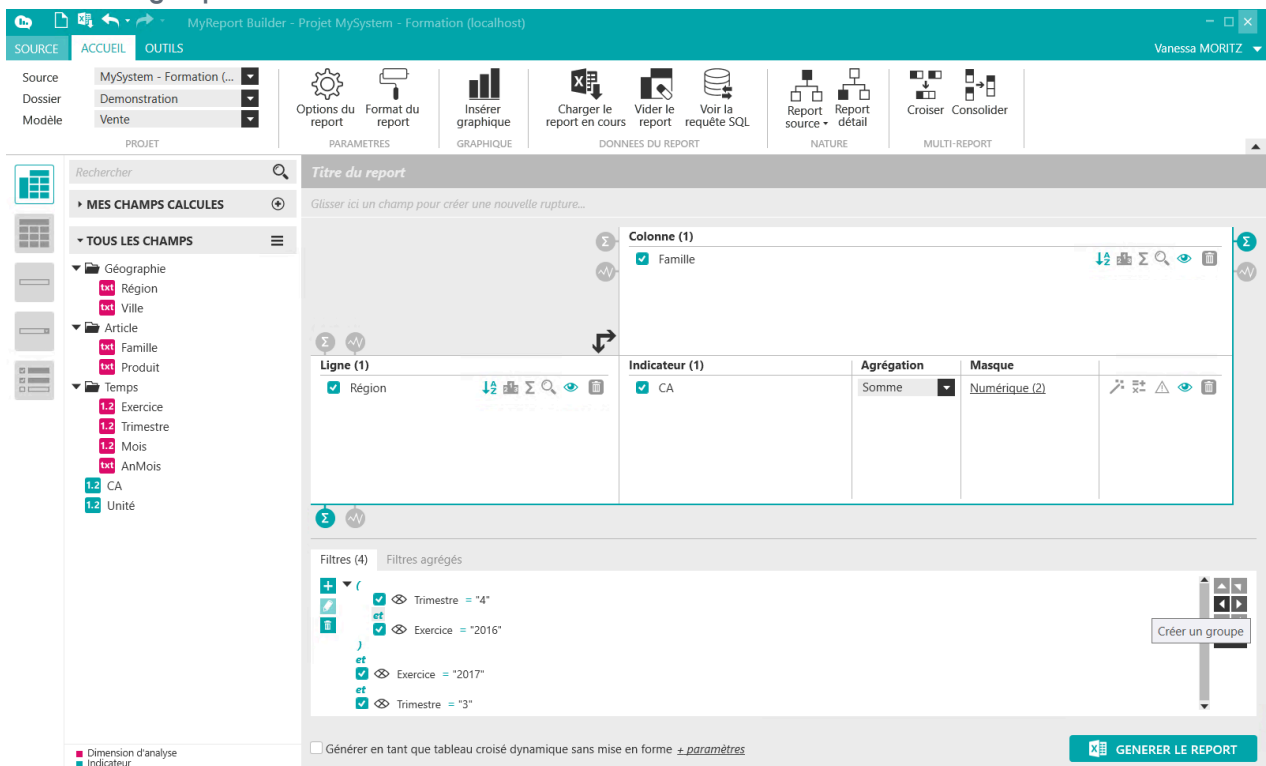 MyReport Builder - Projet MySystem - Formation (localhost)
SOURCE ACCUEIL OUTILS Vanessa MORITZ
Source MySystem - Formation (...
Dossier Demonstration
Modèle Vente
PROJET
Options du report
Format du report
PARAMETRES
Insérer graphique
GRAPHIQUE
Charger le report en cours
Vider le report
Voir la requête SQL
DONNEES DU REPORT
Report source
Report détail
NATURE
Croiser Consolider
MULTI-REPORT
Rechercher
MES CHAMPS CALCULES
TOUS LES CHAMPS
Géographie
txt Région
txt Ville
Article
txt Famille
txt Produit
Temps
1.2 Exercice
1.2 Trimestre
1.2 Mois
txt AnMois
1.2 CA
1.2 Unité
Dimension d'analyse
Indicateur
Titre du report
Glisser ici un champ pour créer une nouvelle rupture...
Colonne (1)
Famille
Ligne (1)
Région
Indicateur (1) Agrégation Masque
CA Somme Numérique (2)
Filtres (4) Filtres agrégés
(
Trimestre = "4"
et
Exercice = "2016"
)
et
Exercice = "2017"
et
Trimestre = "3"
Créer un groupe
Générer en tant que tableau croisé dynamique sans mise en forme + paramètres
GENERER LE REPORT